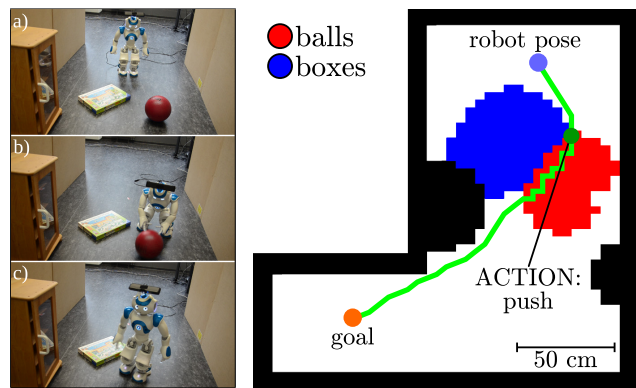 a)
b)
c)
balls
boxes
robot pose
ACTION:
push
goal
50 cm